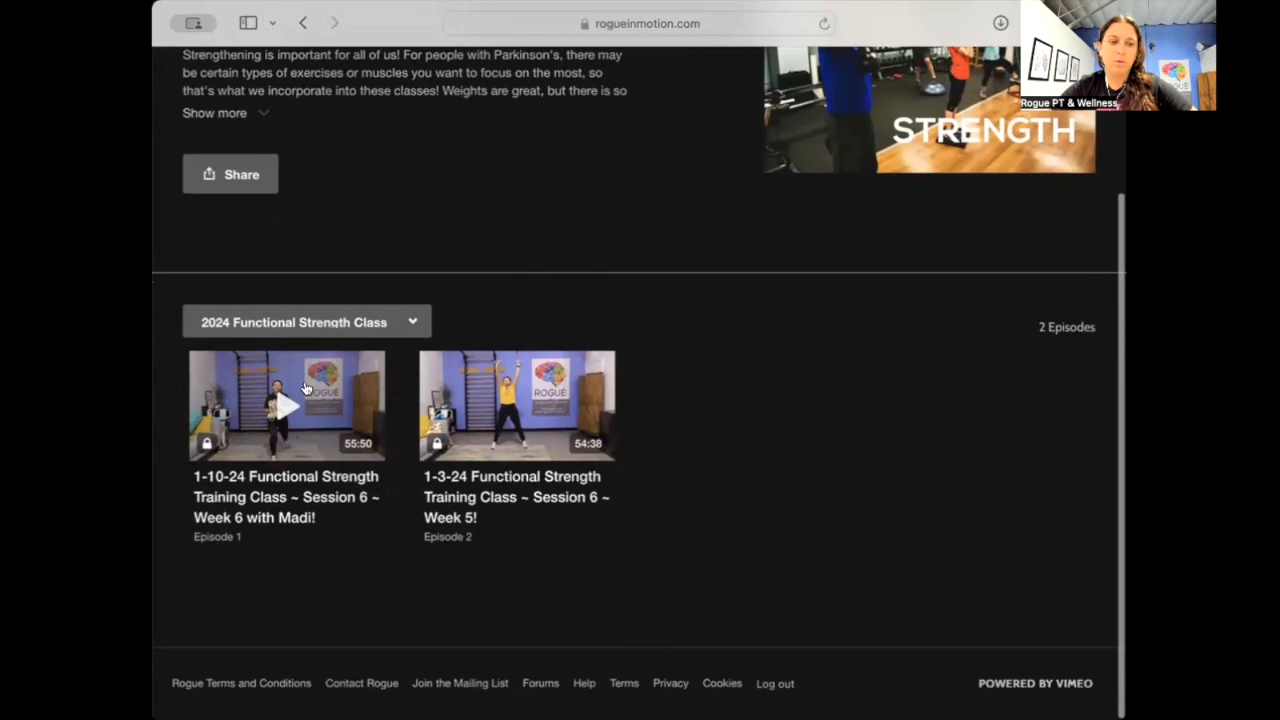 rogueinmotion.com
Rogue PT & Wellness
Strengthening is important for all of us! For people with Parkinson's, there may
be certain types of exercises or muscles you want to focus on the most, so
that's what we incorporate into these classes! Weights are great, but there is so
Show more
STRENGTH
ROGUE
Share
2024 Functional Strength Class
2 Episodes
ROGUE
55:50
ROGUE
54:38
1-10-24 Functional Strength
Training Class ~ Session 6 ~
Week 6 with Madi!
Episode 1
1-3-24 Functional Strength
Training Class ~ Session 6 ~
Week 5!
Episode 2
Rogue Terms and Conditions
Contact Rogue
Join the Mailing List
Forums
Help
Terms
Privacy
Cookies
Log out
POWERED BY VIMEO